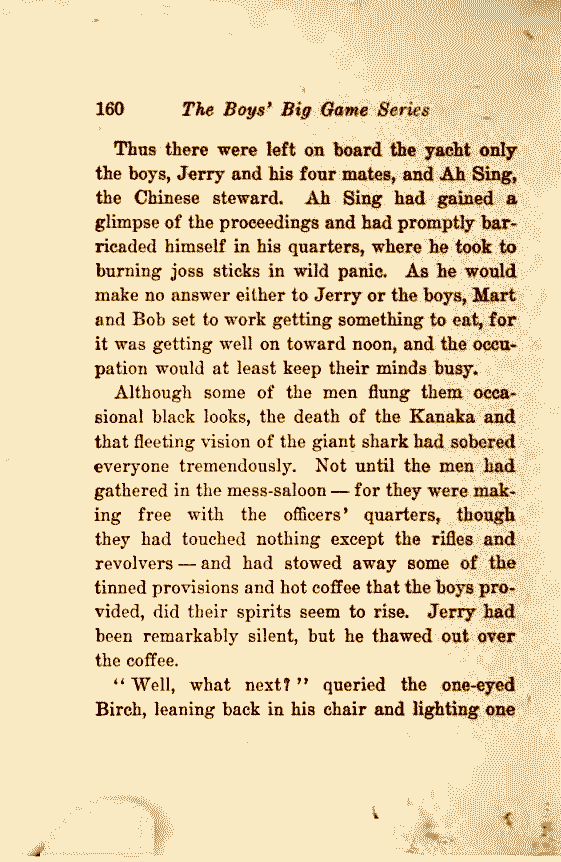 160 The Boys' Big Game Series
Thus there were left on board the yacht only
the boys, Jerry and his four mates, and Ah Sing,
the Chinese steward. Ah Sing had gained a
glimpse of the proceedings and had promptly bar-
ricaded himself in his quarters, where he took to
burning joss sticks in wild panic. As he would
make no answer either to Jerry or the boys, Mart
and Bob set to work getting something to eat, for
it was getting well on toward noon, and the occu-
pation would at least keep their minds busy.
Although some of the men flung them occa-
sional black looks, the death of the Kanaka and
that fleeting vision of the giant shark had sobered
everyone tremendously. Not until the men had
gathered in the mess-saloon — for they were mak-
ing free with the officers' quarters, though
they had touched nothing except the rifles and
revolvers — and had stowed away some of the
tinned provisions and hot coffee that the boys pro-
vided, did their spirits seem to rise. Jerry had
been remarkably silent, but he thawed out over
the coffee.
"Well, what next?" queried the one-eyed
Birch, leaning back in his chair and lighting one